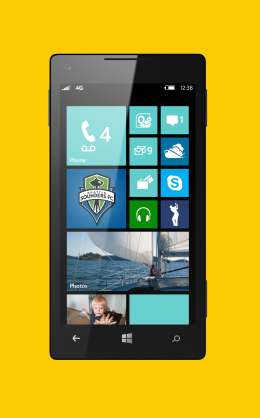 4G 12:38
4
Phone
1
9
SEATTLE
SOUNDERS FC
Photos